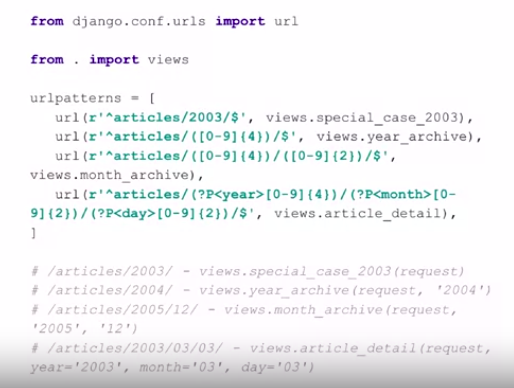 from django.conf.urls import url
from . import views
urlpatterns = [
url(r'^articles/2003/$', views.special_case_2003),
url(r'^articles/([0-9]{4})/$', views.year_archive),
url(r'^articles/([0-9]{4})/([0-9]{2})/$',
views.month_archive),
url(r'^articles/(?P<year>[0-9]{4})/(?P<month>[0-
9]{2})/(?P<day>[0-9]{2})/$', views.article_detail),
]
# /articles/2003/ - views.special_case_2003(request)
# /articles/2004/ - views.year_archive(request, '2004')
# /articles/2005/12/ - views.month_archive(request,
'2005', '12')
# /articles/2003/03/03/ - views.article_detail(request,
year='2003', month='03', day='03')